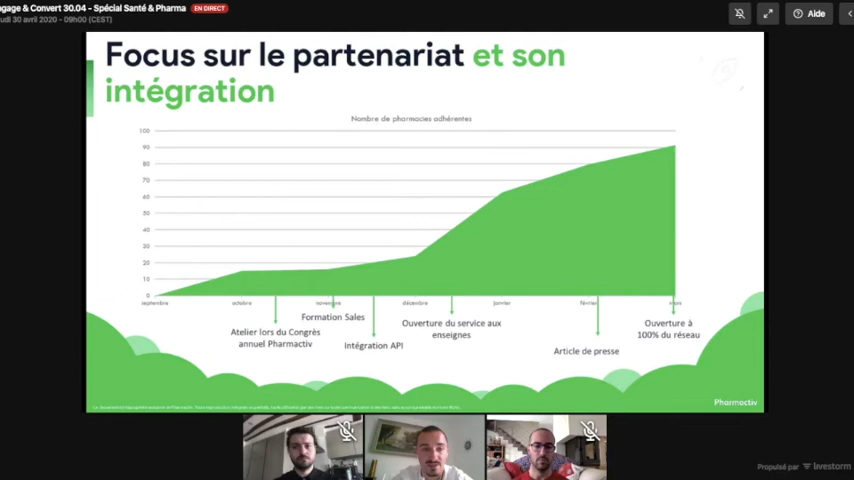 ngage & Convert 30.04 - Spécial Santé & Pharma EN DIRECT
udi 30 avril 2020 - 09h00 (CEST)
Aide
Focus sur le partenariat et son
intégration
Nombre de pharmacies adhérentes
100
90
80
70
60
50
40
30
20
10
0
septembre octobre novembre décembre janvier février mars
Formation Sales
Atelier lors du Congrès
annuel Pharmactiv
Intégration API
Ouverture du service aux
enseignes
Article de presse
Ouverture à
100% du réseau
Pharmactiv
Propulsé par livestorm